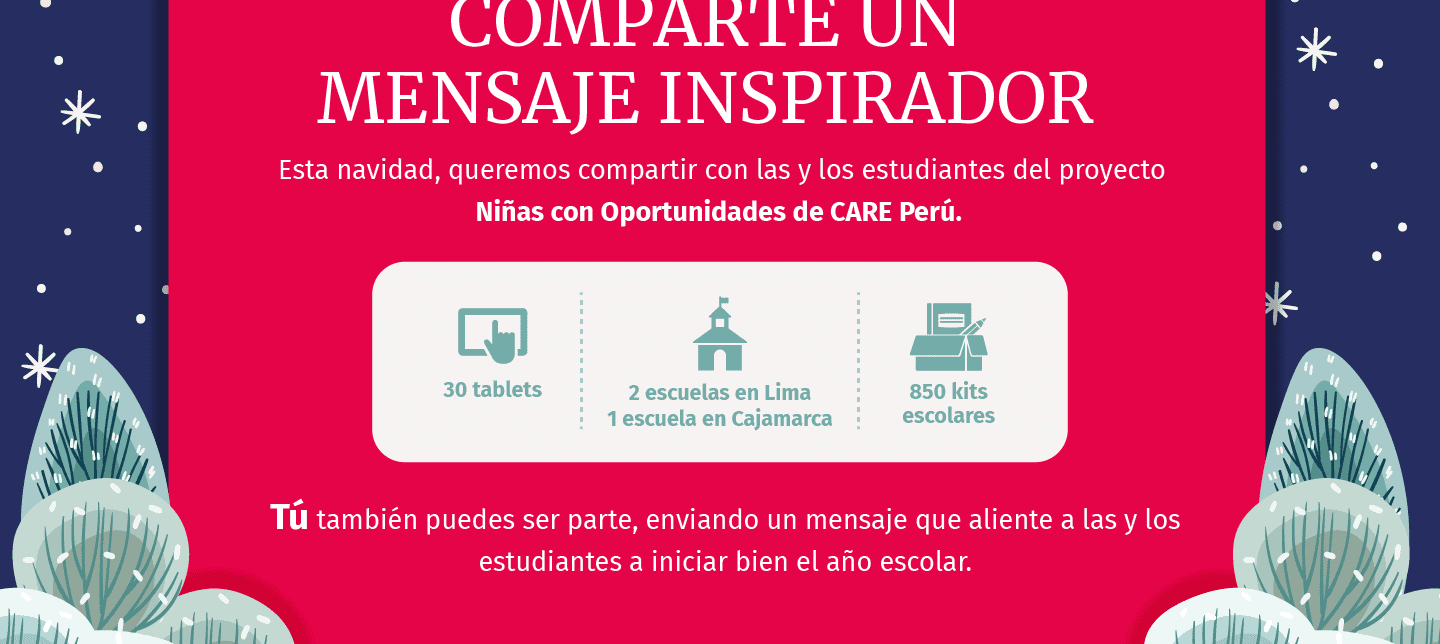 COMPARTE UN
MENSAJE INSPIRADOR
Esta navidad, queremos compartir con las y los estudiantes del proyecto
Niñas con Oportunidades de CARE Perú.
30 tablets
2 escuelas en Lima
1 escuela en Cajamarca
850 kits
escolares
Tú también puedes ser parte, enviando un mensaje que aliente a las y los
estudiantes a iniciar bien el año escolar.